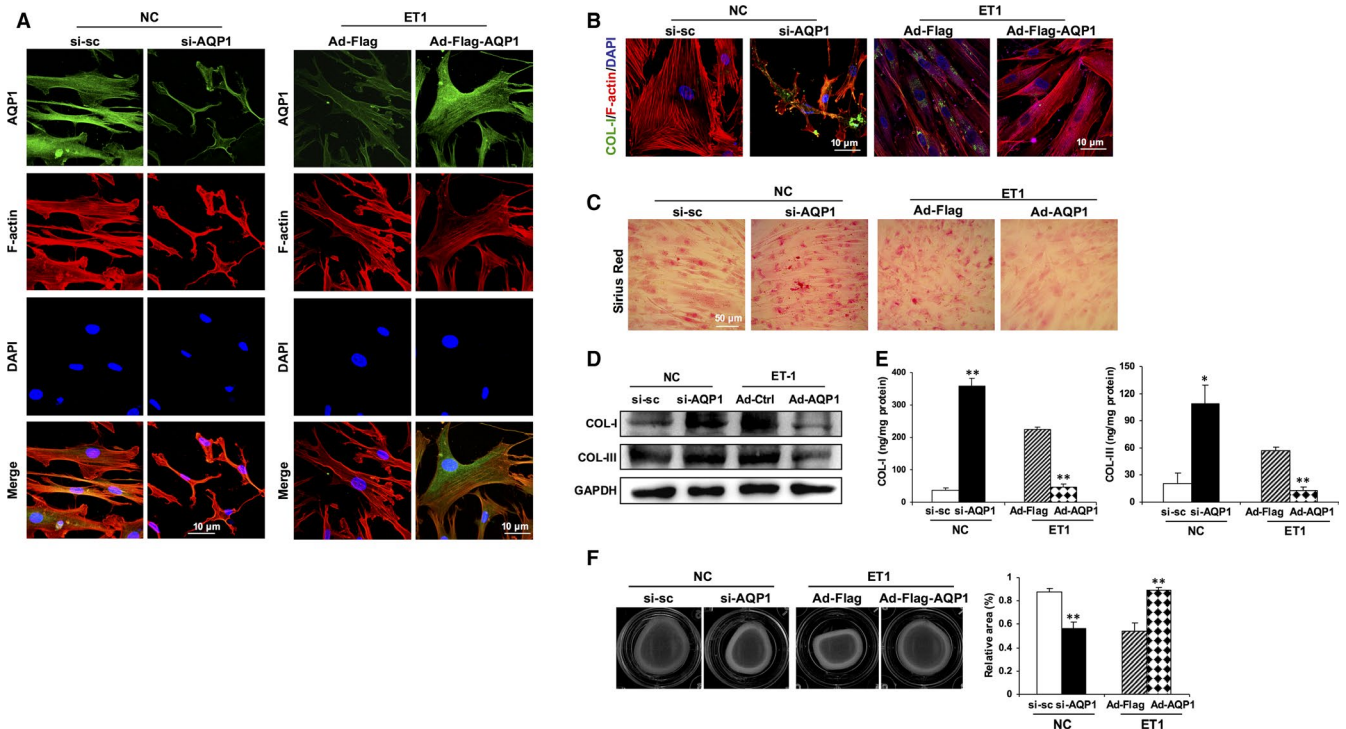 A
NC
ET1
si-sc
si-AQP1
Ad-Flag
Ad-Flag-AQP1
AQP1
AQP1
F-actin
F-actin
DAPI
DAPI
Merge
Merge
10 µm
10 µm
B
NC
ET1
si-sc
si-AQP1
Ad-Flag
Ad-Flag-AQP1
COL-I/F-actin/DAPI
10 µm
10 µm
C
NC
ET1
si-sc
si-AQP1
Ad-Flag
Ad-AQP1
Sirius Red
50 µm
D
NC
ET-1
si-sc
si-AQP1
Ad-Ctrl
Ad-AQP1
COL-I
COL-III
GAPDH
E
COL-I (ng/mg protein)
400
300
200
100
0
**
**
si-sc si-AQP1
Ad-Flag Ad-AQP1
NC
ET1
COL-III (ng/mg protein)
150
120
90
60
30
0
*
**
si-sc si-AQP1
Ad-Flag Ad-AQP1
NC
ET1
F
NC
ET1
si-sc
si-AQP1
Ad-Flag
Ad-Flag-AQP1
Relative area (%)
1
0.8
0.6
0.4
0.2
0
**
**
si-sc si-AQP1
Ad-Flag Ad-AQP1
NC
ET1